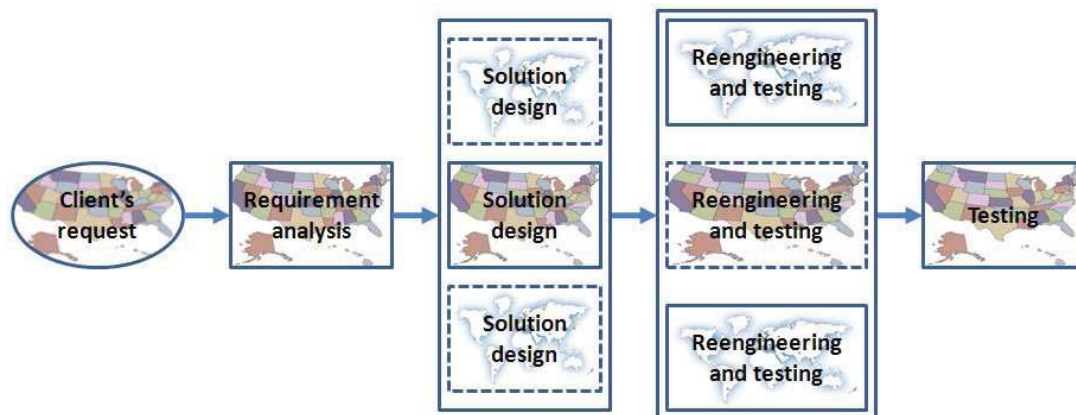 Client's
request
Requirement
analysis
Solution
design
Solution
design
Solution
design
Reengineering
and testing
Reengineering
and testing
Reengineering
and testing
Testing